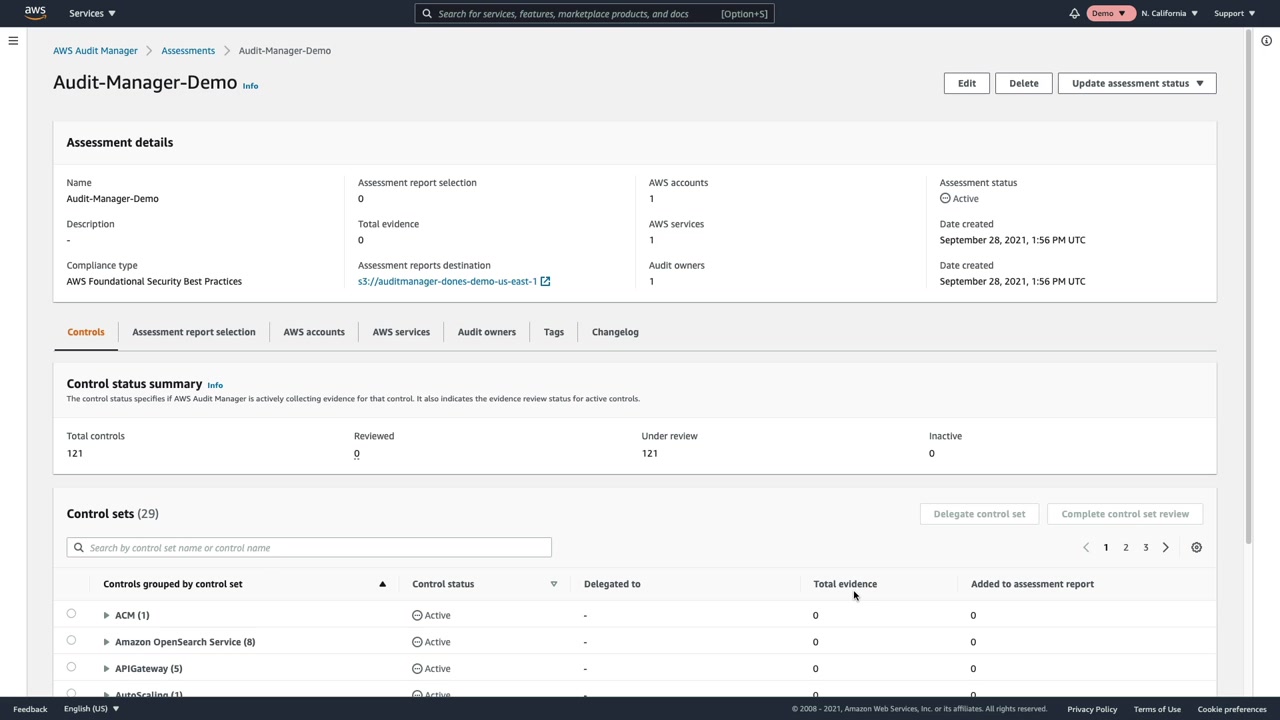 aws Services Search for services, features, marketplace products, and docs [Option+S] Demo N. California Support
AWS Audit Manager Assessments Audit-Manager-Demo
Audit-Manager-Demo Info Edit Delete Update assessment status
Assessment details
Name Assessment report selection AWS accounts Assessment status
Audit-Manager-Demo 0 1 Active
Description Total evidence AWS services Date created
- 0 1 September 28, 2021, 1:56 PM UTC
Compliance type Assessment reports destination Audit owners Date created
AWS Foundational Security Best Practices s3://auditmanager-dones-demo-us-east-1 1 September 28, 2021, 1:56 PM UTC
Controls Assessment report selection AWS accounts AWS services Audit owners Tags Changelog
Control status summary Info
The control status specifies if AWS Audit Manager is actively collecting evidence for that control. It also indicates the evidence review status for active controls.
Total controls Reviewed Under review Inactive
121 0 121 0
Control sets (29) Delegate control set Complete control set review
Search by control set name or control name 1 2 3
Controls grouped by control set Control status Delegated to Total evidence Added to assessment report
ACM (1) Active - 0 0
Amazon OpenSearch Service (8) Active - 0 0
APIGateway (5) Active - 0 0
AutoScaling (1) Active - 0 0
Feedback English (US) © 2008 - 2021, Amazon Web Services, Inc. or its affiliates. All rights reserved. Privacy Policy Terms of Use Cookie preferences